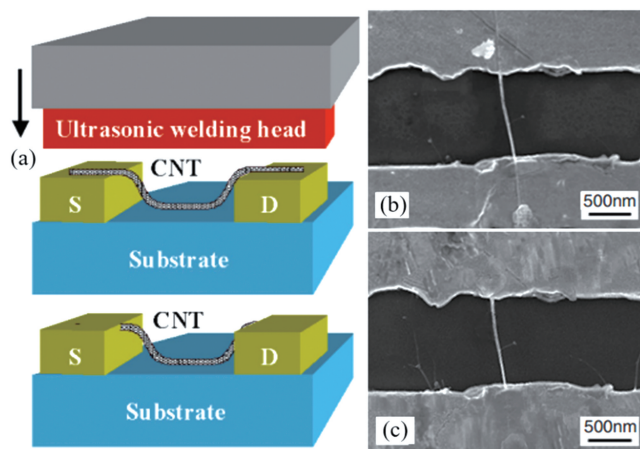 Ultrasonic welding head
(a)
CNT
S
D
Substrate
CNT
S
D
Substrate
(b)
500nm
(c)
500nm